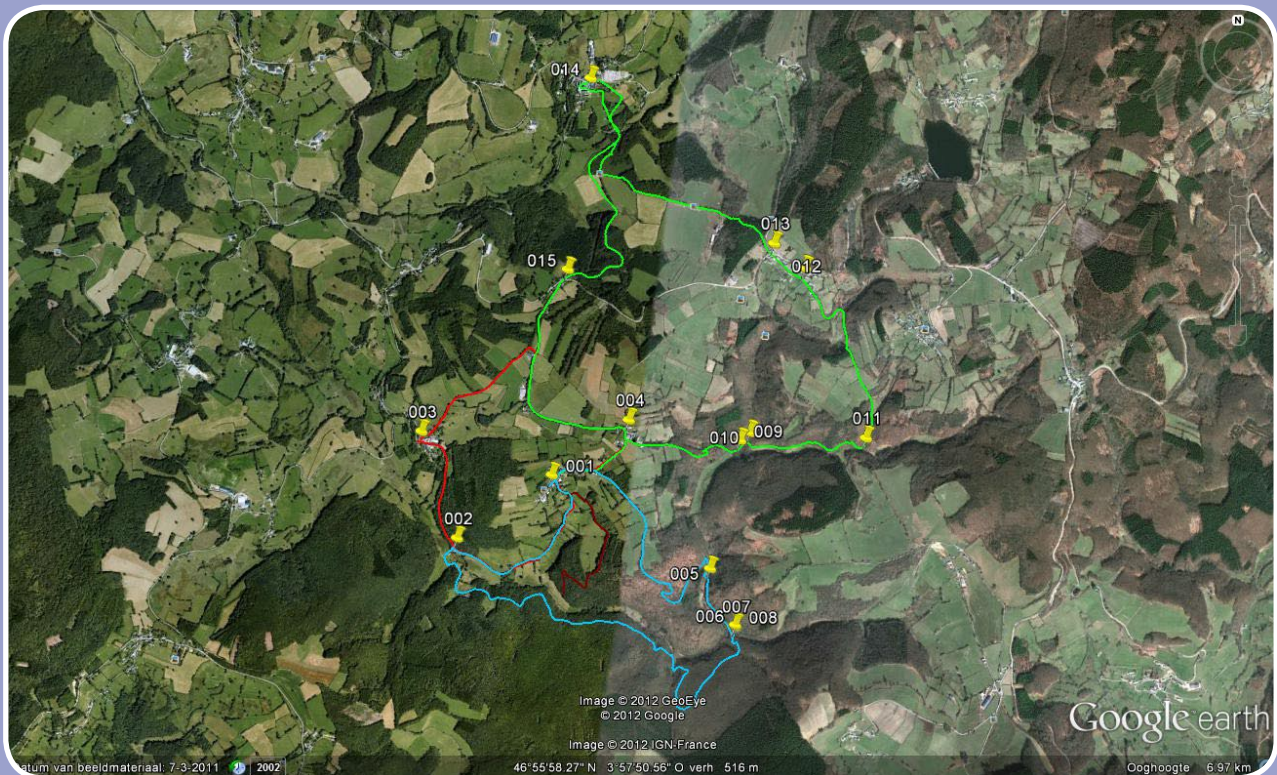 N
014
013
012
015
004
003
010 009
011
001
002
005
006 007 008
Image © 2012 GeoEye
© 2012 Google
Image © 2012 IGN-France
Google earth
atum van beeldmateriaal: 7-3-2011 2002 46°55'58.27" N 3°57'50.56" O verh 516 m Ooghoogte 6.97 km